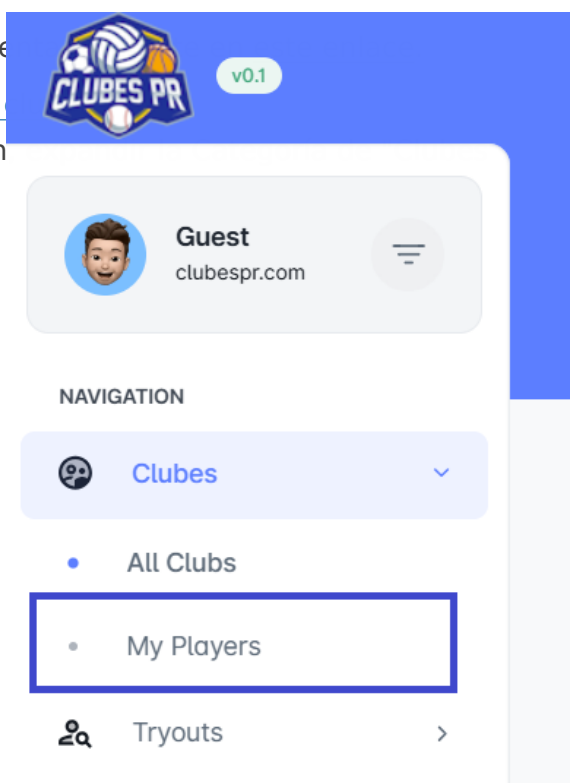 CLUBES PR
v0.1
Guest
clubespr.com
NAVIGATION
Clubes
All Clubs
My Players
Tryouts